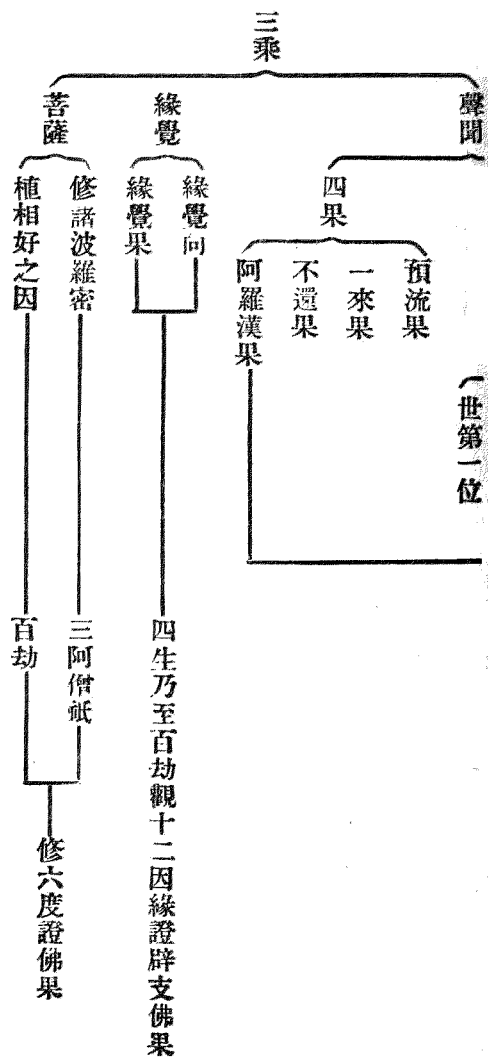 三乘
聲聞
四果
預流果
一來果
不還果
阿羅漢果
世第一位
緣覺
緣覺向
緣覺果
四生乃至百劫觀十二因緣證辟支佛果
菩薩
修諸波羅密
三阿僧祇
植相好之因
百劫
修六度證佛果